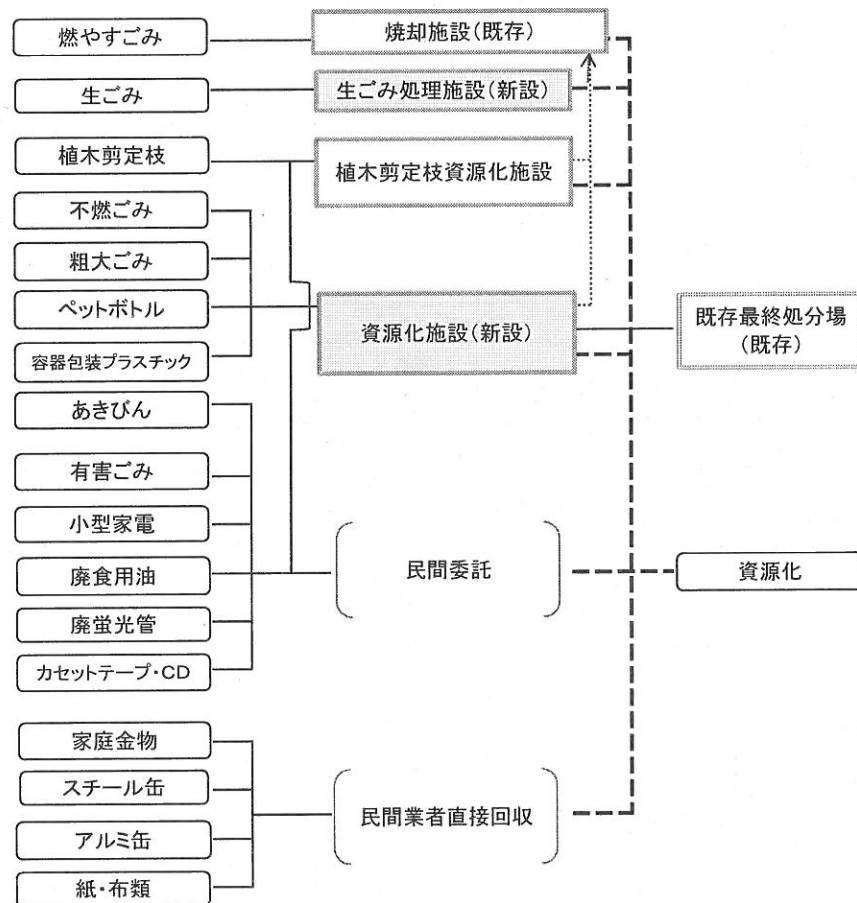 燃やすごみ
生ごみ
植木剪定枝
不燃ごみ
粗大ごみ
ペットボトル
容器包装プラスチック
あきびん
有害ごみ
小型家電
廃食用油
廃蛍光管
カセットテープ・CD
家庭金物
スチール缶
アルミ缶
紙・布類
焼却施設(既存)
生ごみ処理施設(新設)
植木剪定枝資源化施設
資源化施設(新設)
民間委託
民間業者直接回収
既存最終処分場
(既存)
資源化